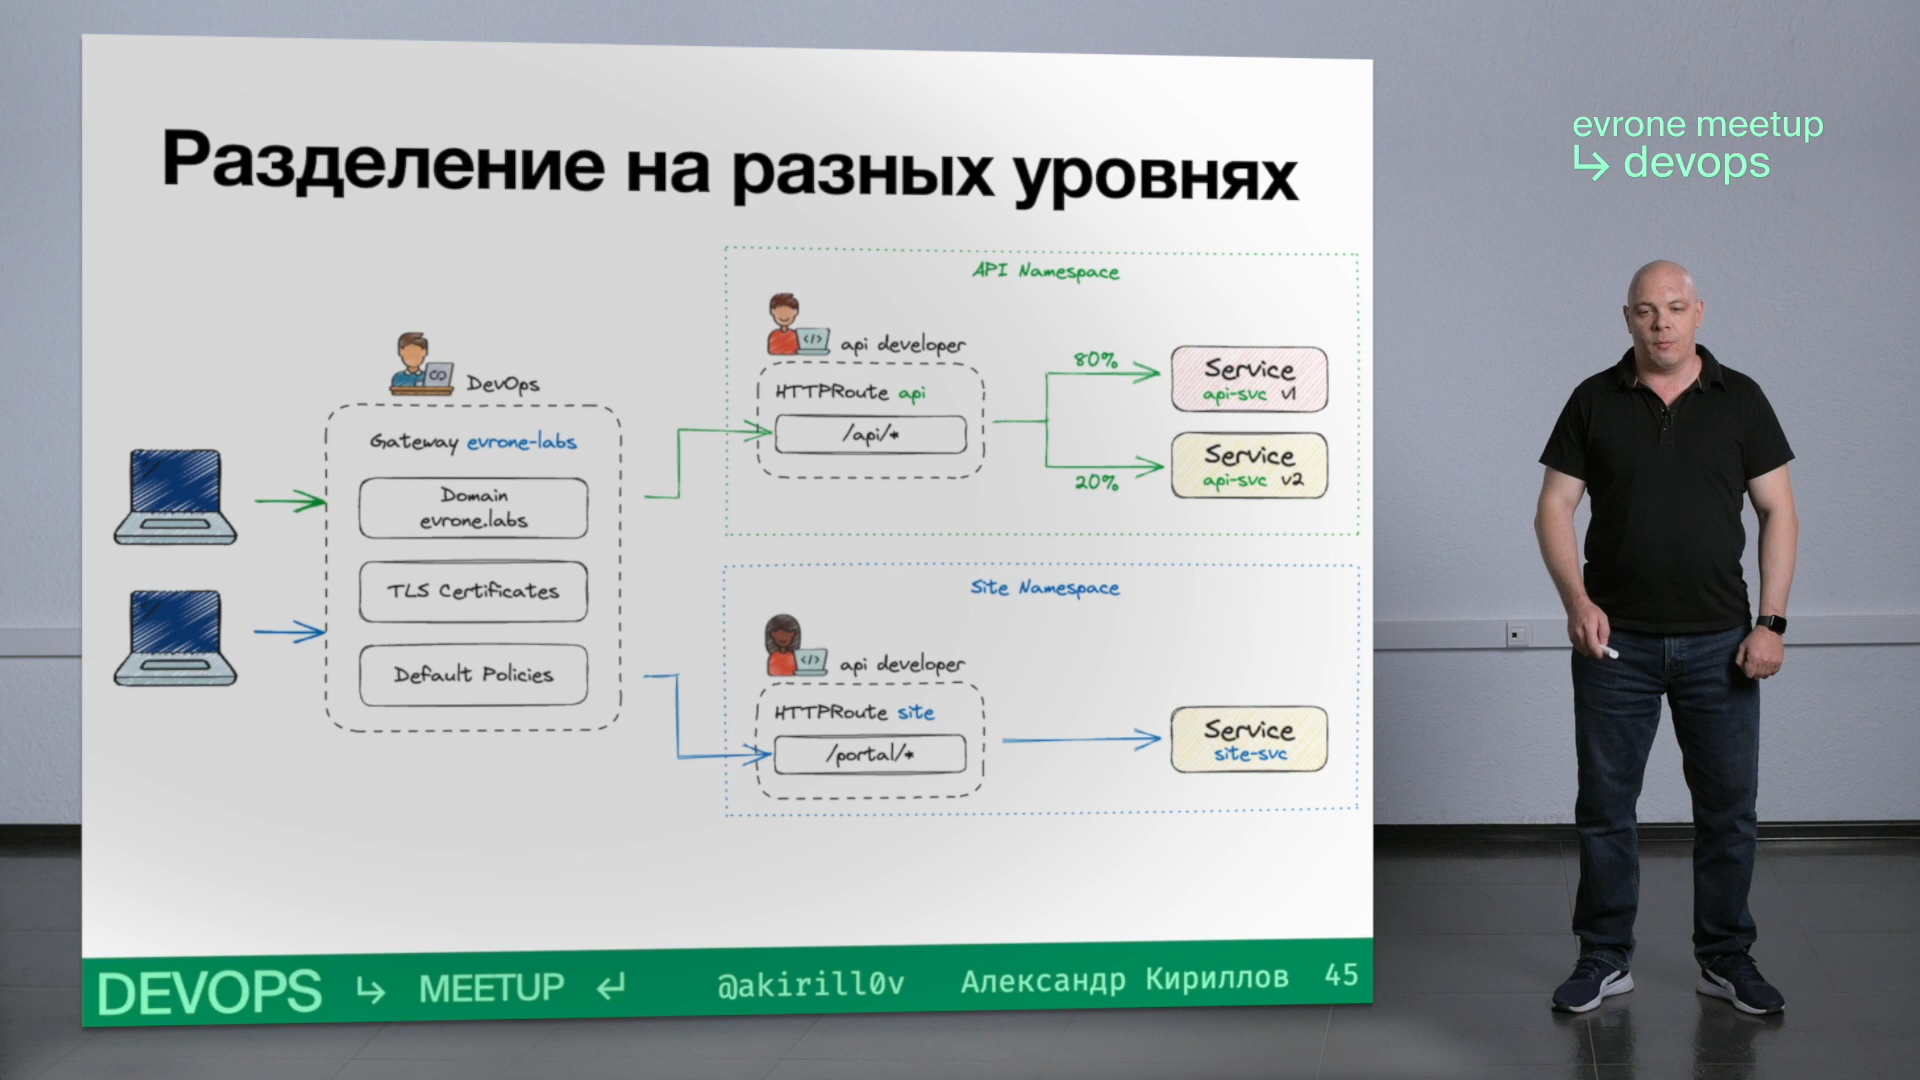 Разделение на разных уровнях
evrone meetup
↳ devops
API Namespace
api developer
HTTPRoute api
/api/*
80%
20%
Service
api-svc v1
Service
api-svc v2
DevOps
Gateway evrone-labs
Domain
evrone.labs
TLS Certificates
Default Policies
Site Namespace
api developer
HTTPRoute site
/portal/*
Service
site-svc
DEVOPS ↳ MEETUP ↵ @akirill0v Александр Кириллов 45